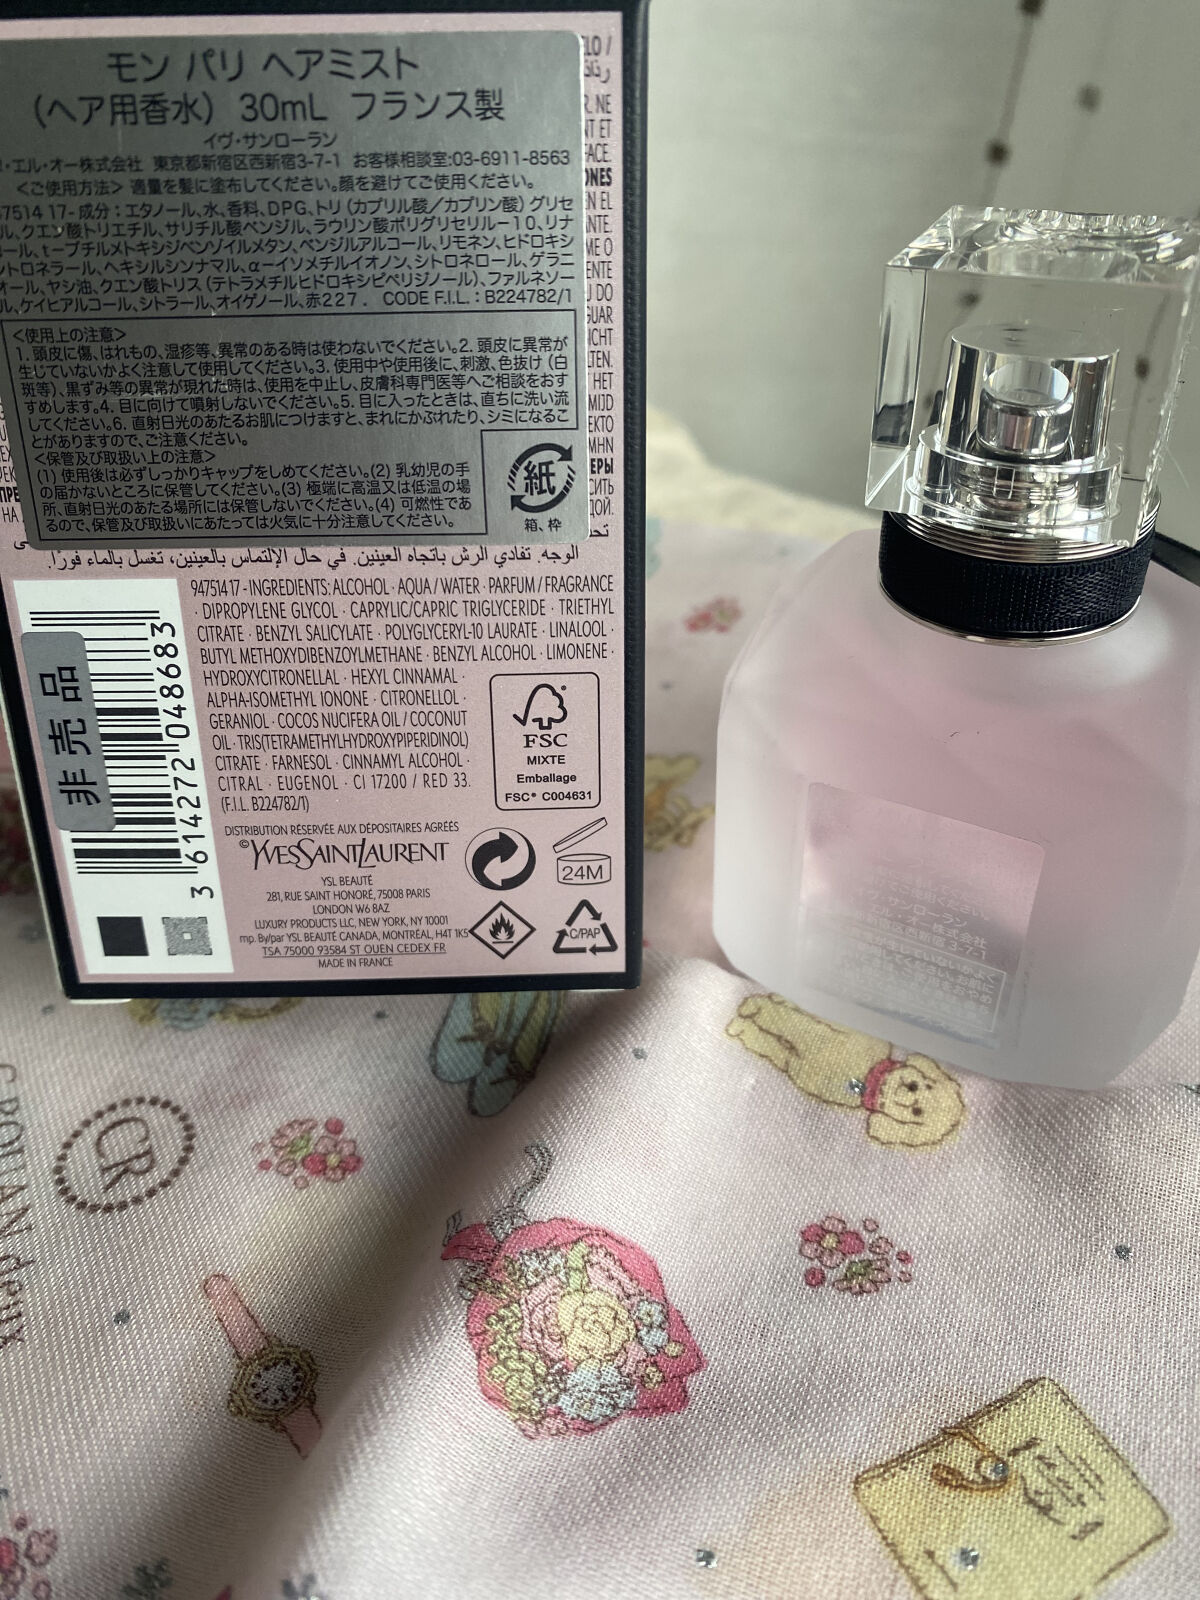 モン パリ ヘアミスト
(ヘア用香水) 30mL フランス製
イヴ・サンローラン
・エル・オー株式会社 東京都新宿区西新宿3-7-1 お客様相談室:03-6911-8563
<ご使用方法> 適量を髪に塗布してください。顔を避けてご使用ください。
47514 17-成分:エタノール、水、香料、DPG、トリ(カプリル酸/カプリン酸)グリセ
ル、クエン酸トリエチル、サリチル酸ベンジル、ラウリン酸ポリグリセリル-10、リナ
ール、t-ブチルメトキシジベンゾイルメタン、ベンジルアルコール、リモネン、ヒドロキシ
シトロネラール、ヘキシルシンナマル、α-イソメチルイオノン、シトロネロール、ゲラニ
オール、ヤシ油、クエン酸トリス(テトラメチルヒドロキシピペリジノール)、ファルネソー
ル、ケイヒアルコール、シトラール、オイゲノール、赤227. CODE F.I.L.:B224782/1
<使用上の注意>
1. 頭皮に傷、はれもの、湿疹等、異常のある時は使わないでください。2. 頭皮に異常が
生じていないかよく注意して使用してください。3. 使用中や使用後に、刺激、色抜け(白
斑等)、黒ずみ等の異常が現れた時は、使用を中止し、皮膚科専門医等へご相談をおす
すめします。4. 目に向けて噴射しないでください。5. 目に入ったときは、直ちに洗い流
してください。6. 直射日光のあたるお肌につけますと、まれにかぶれたり、シミになるこ
とがありますので、ご注意ください。
<保管及び取扱い上の注意>
(1) 使用後は必ずしっかりキャップをしめてください。(2) 乳幼児の手
の届かないところに保管してください。(3) 極端に高温又は低温の場
所、直射日光のあたる場所には保管しないでください。(4) 可燃性であ
るので、保管及び取扱いにあたっては火気に十分注意してください。
紙
箱、枠
الوجه. تفادي الرش باتجاه العينين. في حال الإلتماس بالعينين، تغسل بالماء فورًا.
947514 17 - INGREDIENTS: ALCOHOL · AQUA / WATER · PARFUM / FRAGRANCE
· DIPROPYLENE GLYCOL · CAPRYLIC/CAPRIC TRIGLYCERIDE · TRIETHYL
CITRATE · BENZYL SALICYLATE · POLYGLYCERYL-10 LAURATE · LINALOOL ·
BUTYL METHOXYDIBENZOYLMETHANE · BENZYL ALCOHOL · LIMONENE ·
HYDROXYCITRONELLAL · HEXYL CINNAMAL ·
ALPHA-ISOMETHYL IONONE · CITRONELLOL ·
GERANIOL · COCOS NUCIFERA OIL / COCONUT
OIL · TRIS(TETRAMETHYLHYDROXYPIPERIDINOL)
CITRATE · FARNESOL · CINNAMYL ALCOHOL ·
CITRAL · EUGENOL · CI 17200 / RED 33.
(F.I.L. B224782/1)
FSC
MIXTE
Emballage
FSC® C004631
非売品
3 614272 048683
DISTRIBUTION RÉSERVÉE AUX DÉPOSITAIRES AGRÉÉS
©YVESSAINTLAURENT
YSL BEAUTÉ
281, RUE SAINT HONORÉ, 75008 PARIS
LONDON W6 8AZ
LUXURY PRODUCTS LLC, NEW YORK, NY 10001
mp. By/par YSL BEAUTÉ CANADA, MONTRÉAL, H4T 1K5
TSA 75000 93584 ST OUEN CEDEX FR
MADE IN FRANCE
24M
C/PAP
CR